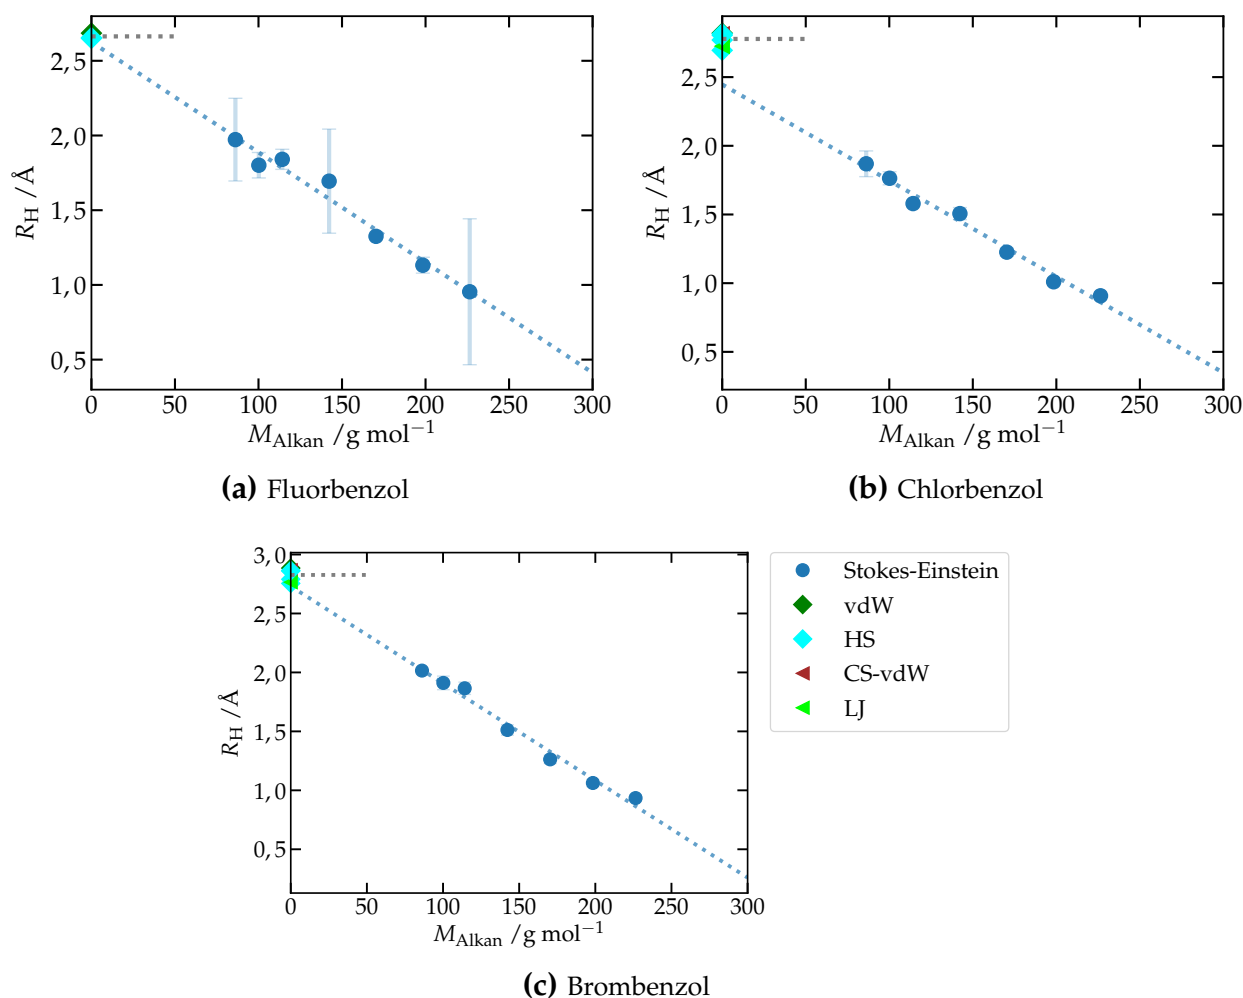 2,5
2,0
1,5
1,0
0,5
R_H / Å
0 50 100 150 200 250 300
M_Alkan /g mol⁻¹
(a) Fluorbenzol
2,5
2,0
1,5
1,0
0,5
R_H / Å
0 50 100 150 200 250 300
M_Alkan /g mol⁻¹
(b) Chlorbenzol
3,0
2,5
2,0
1,5
1,0
0,5
R_H / Å
0 50 100 150 200 250 300
M_Alkan /g mol⁻¹
Stokes-Einstein
vdW
HS
CS-vdW
LJ
(c) Brombenzol